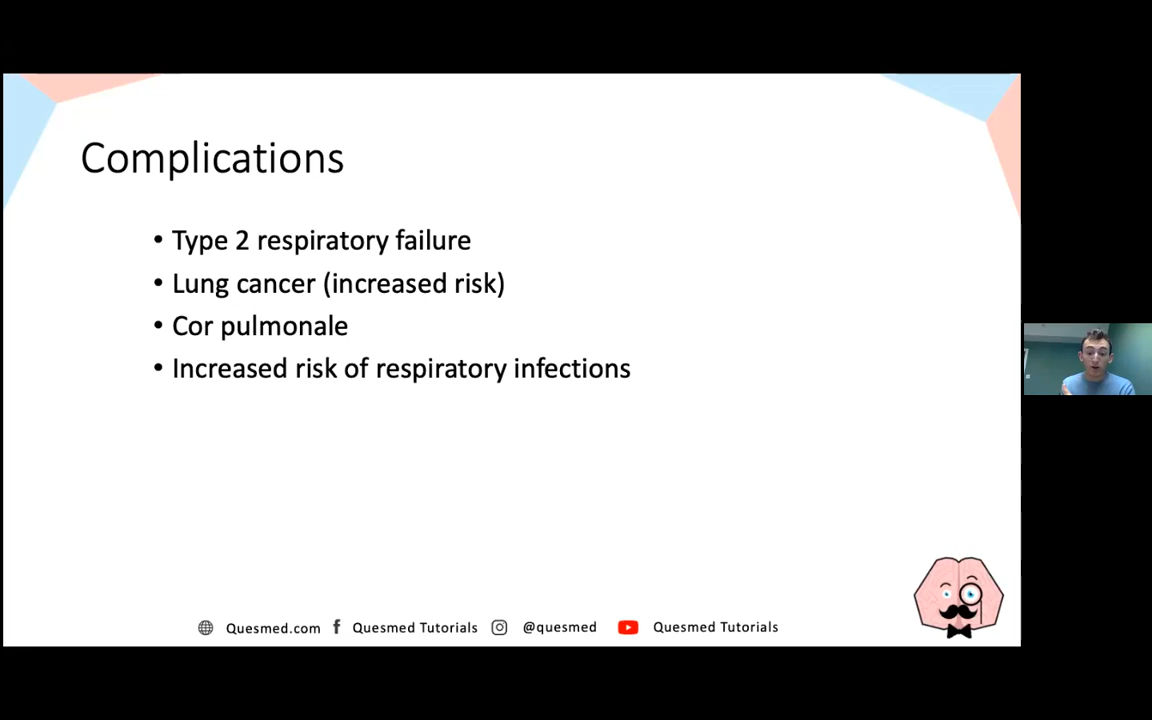 Complications
• Type 2 respiratory failure
• Lung cancer (increased risk)
• Cor pulmonale
• Increased risk of respiratory infections
Quesmed.com f Quesmed Tutorials @quesmed Quesmed Tutorials